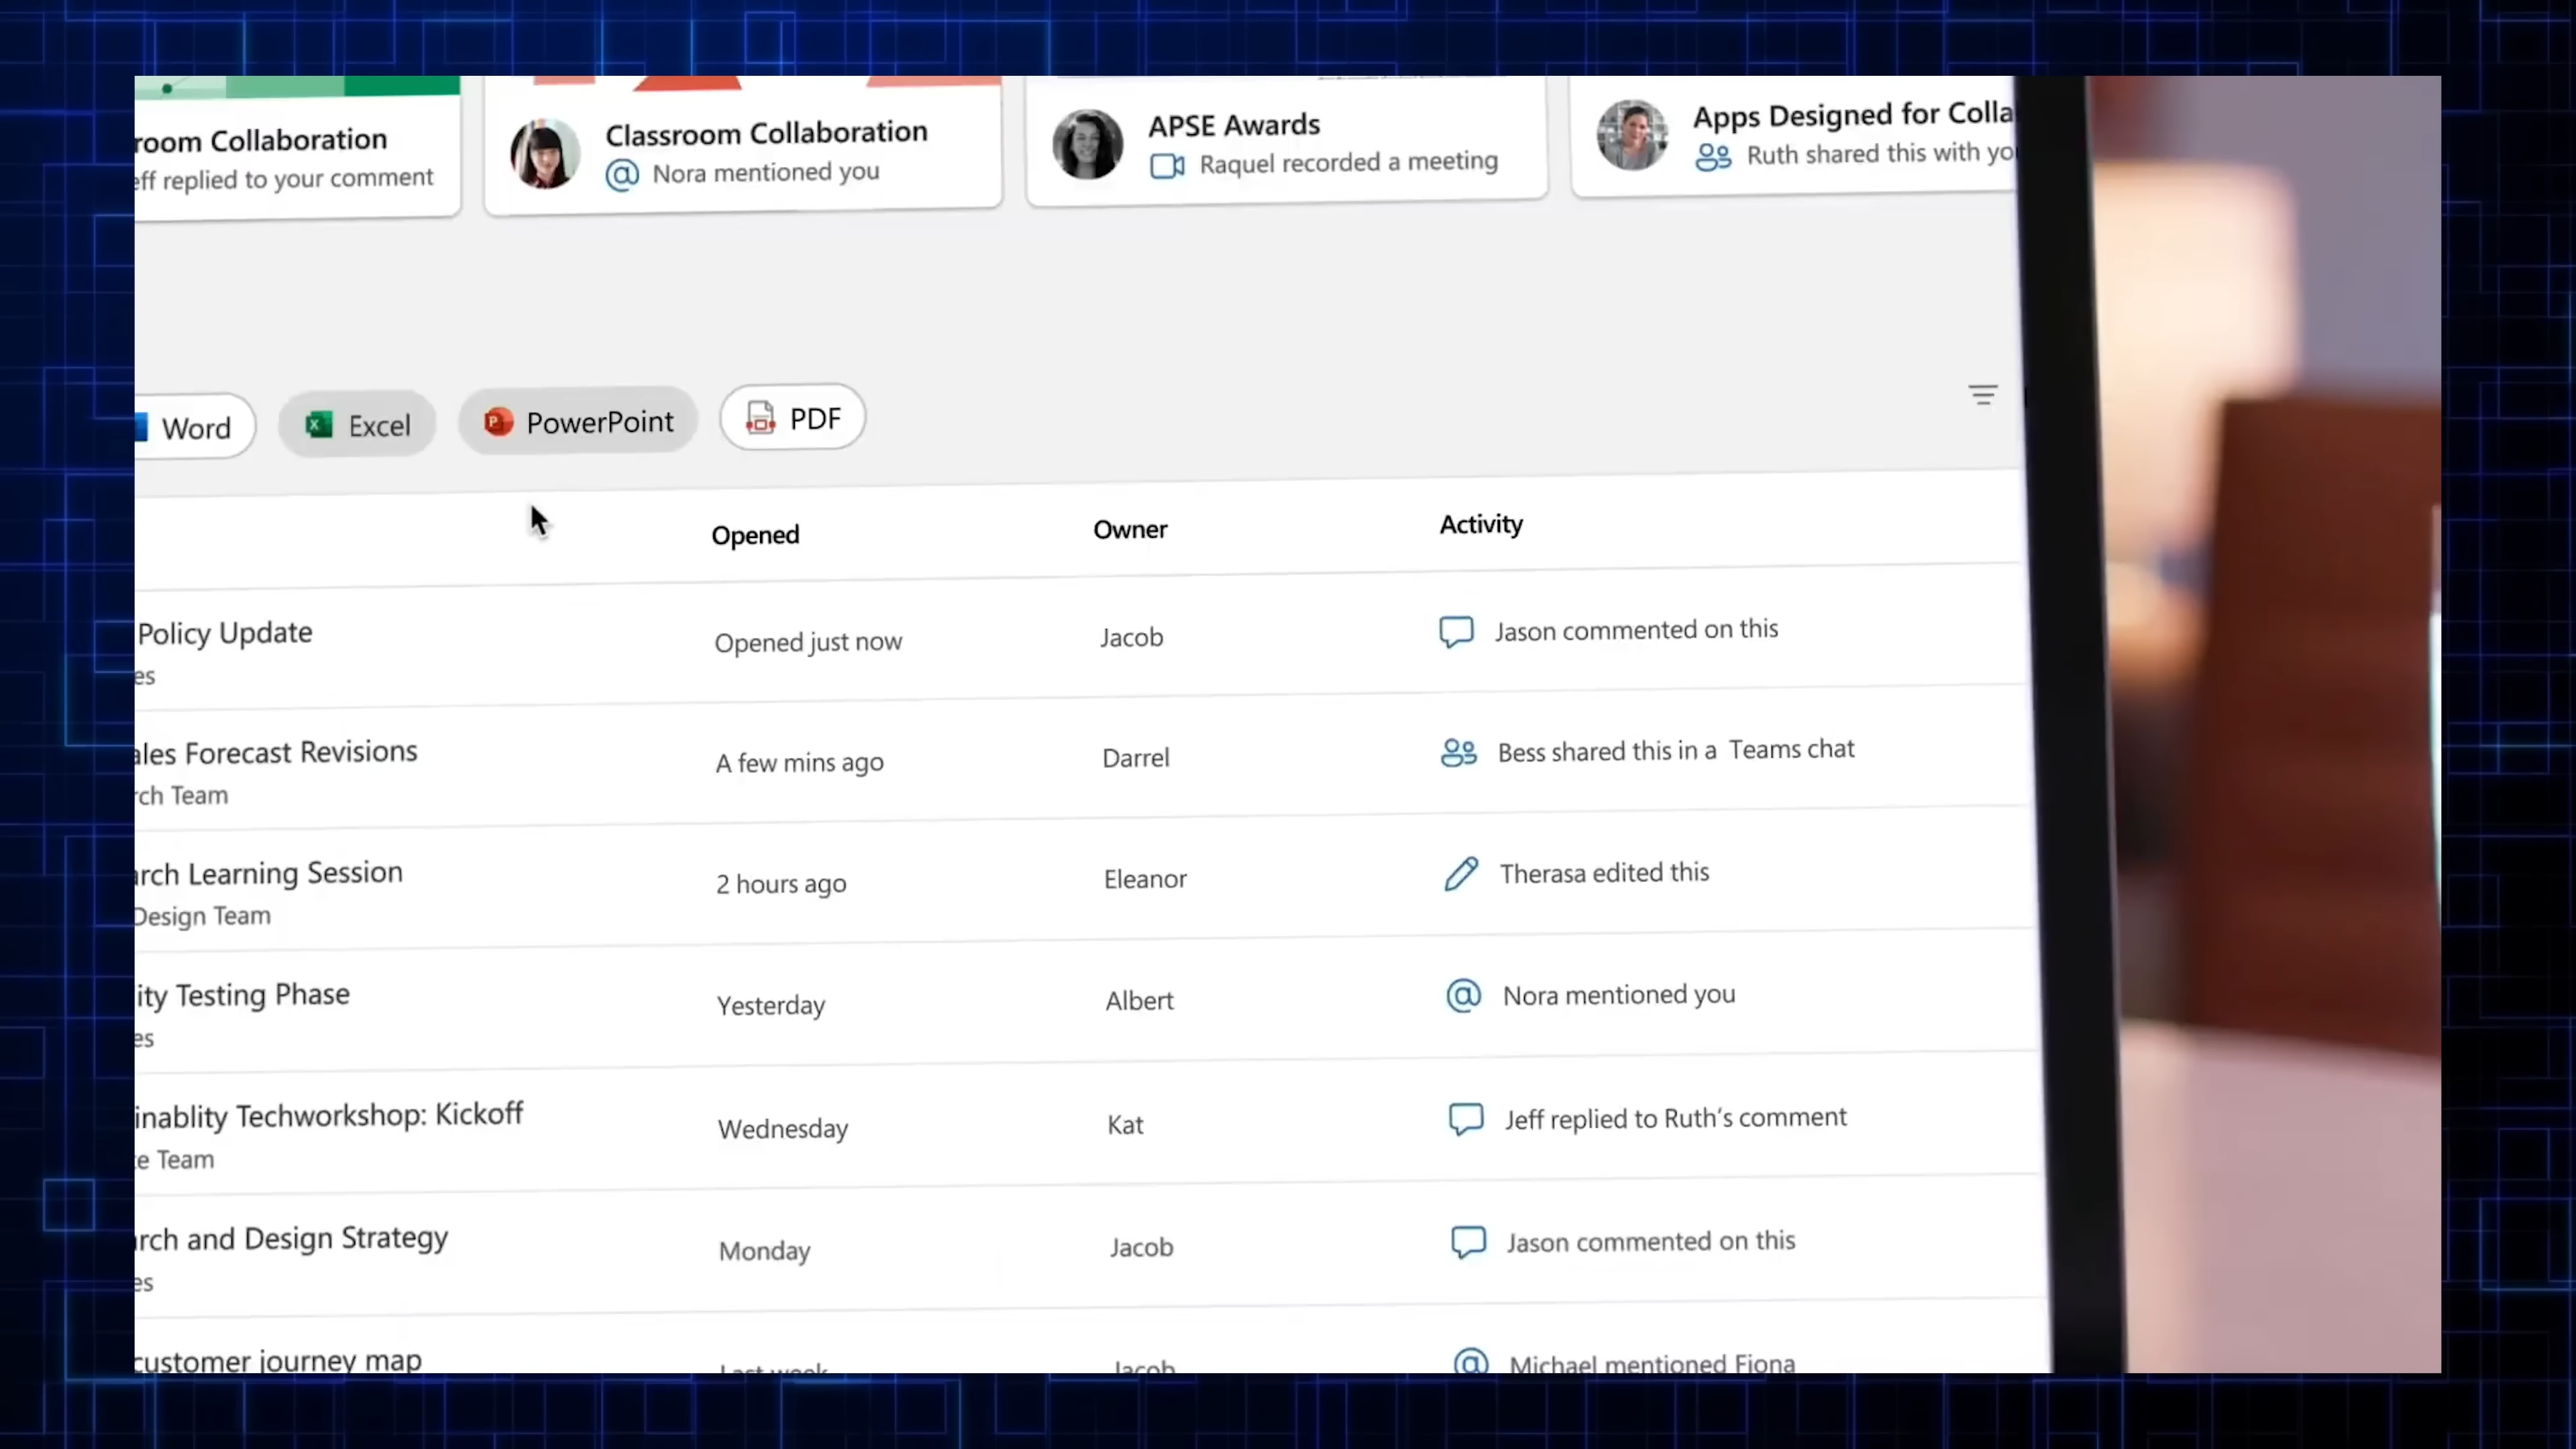 room Collaboration
eff replied to your comment
Classroom Collaboration
@ Nora mentioned you
APSE Awards
Raquel recorded a meeting
Apps Designed for Colla
Ruth shared this with yo
Word
Excel
PowerPoint
PDF
Opened Owner Activity
Policy Update
es
Opened just now Jacob Jason commented on this
ales Forecast Revisions
rch Team
A few mins ago Darrel Bess shared this in a Teams chat
arch Learning Session
Design Team
2 hours ago Eleanor Therasa edited this
ity Testing Phase
es
Yesterday Albert @ Nora mentioned you
inablity Techworkshop: Kickoff
e Team
Wednesday Kat Jeff replied to Ruth's comment
arch and Design Strategy
es
Monday Jacob Jason commented on this
customer journey map Last week Jacob @ Michael mentioned Fiona